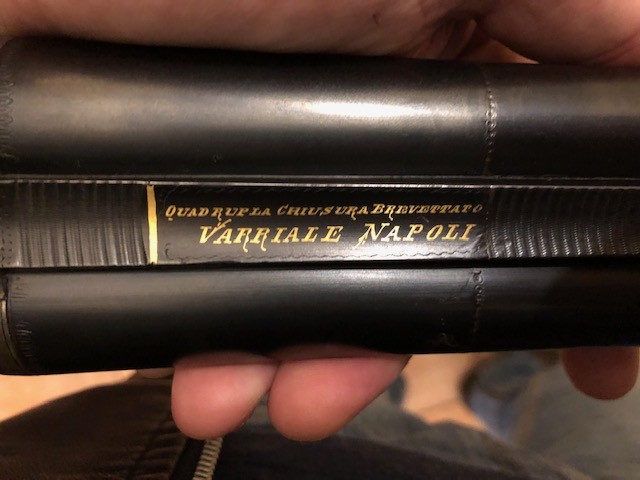 QUADRUPLA CHIUSURA BREVETTATO
VARRIALE NAPOLI